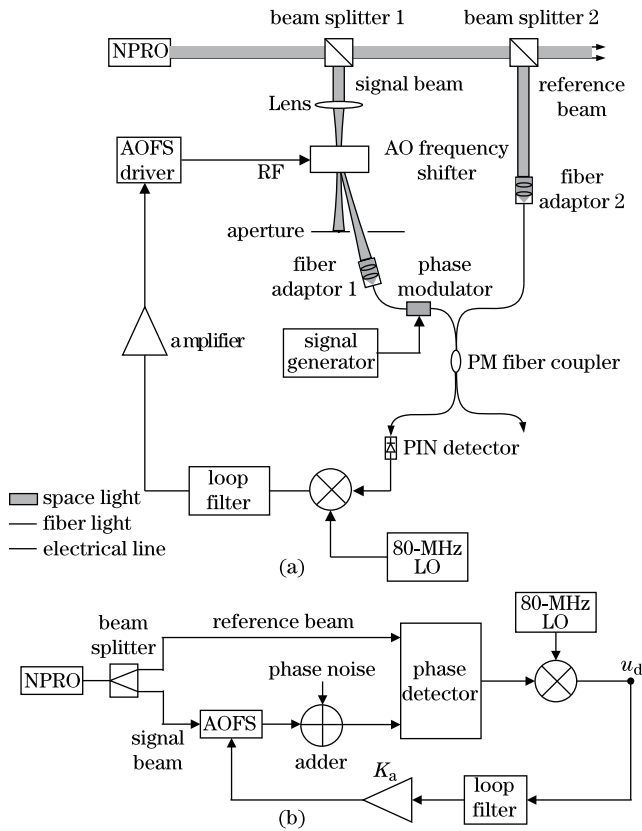 beam splitter 1
beam splitter 2
NPRO
signal beam
reference
beam
Lens
AOFS
driver
RF
AO frequency
shifter
fiber
adaptor 2
aperture
fiber
adaptor 1
phase
modulator
amplifier
signal
generator
PM fiber coupler
PIN detector
loop
filter
space light
fiber light
electrical line
80-MHz
LO
(a)
80-MHz
LO
beam
splitter
reference beam
NPRO
phase noise
phase
detector
u_d
AOFS
signal
beam
adder
K_a
loop
filter
(b)